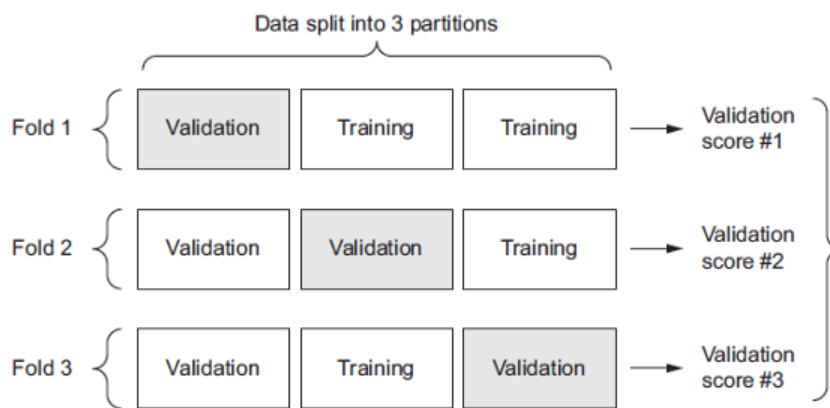 Data split into 3 partitions
Fold 1
Validation
Training
Training
Validation
score #1
Fold 2
Validation
Validation
Training
Validation
score #2
Fold 3
Validation
Training
Validation
Validation
score #3